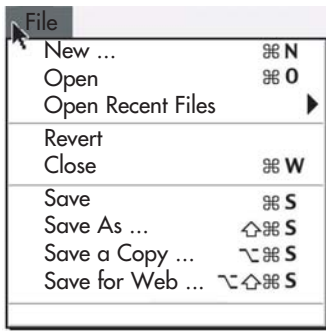 File
New ... ⌘ N
Open ⌘ O
Open Recent Files ▶
Revert
Close ⌘ W
Save ⌘ S
Save As ... ⇧⌘ S
Save a Copy ... ⌥⌘ S
Save for Web ... ⌥⇧⌘ S